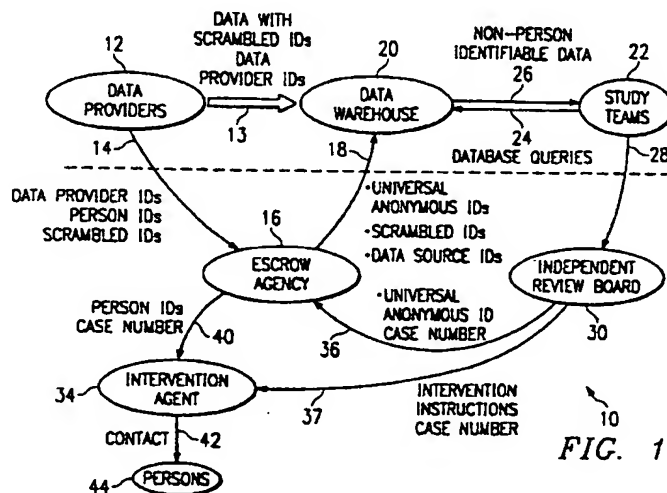 DATA WITH
SCRAMBLED IDs
DATA
PROVIDER IDs
12
DATA
PROVIDERS
13
20
DATA
WAREHOUSE
NON-PERSON
IDENTIFIABLE DATA
26
24
22
STUDY
TEAMS
14
18
DATABASE QUERIES
28
DATA PROVIDER IDs
PERSON IDs
SCRAMBLED IDs
16
ESCROW
AGENCY
•UNIVERSAL
ANONYMOUS IDs
•SCRAMBLED IDs
•DATA SOURCE IDs
INDEPENDENT
REVIEW BOARD
30
PERSON IDs
CASE NUMBER
40
•UNIVERSAL
ANONYMOUS ID
CASE NUMBER
36
34
INTERVENTION
AGENT
37
INTERVENTION
INSTRUCTIONS
CASE NUMBER
10
CONTACT
42
44
PERSONS
FIG. 1